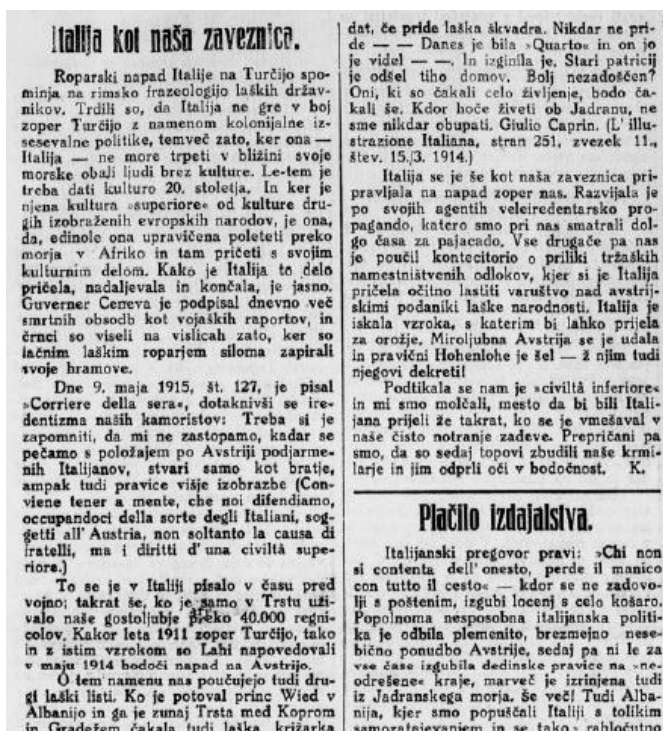 Italija kot naša zaveznica.
Roparski napad Italije na Turčijo spo-
minja na rimsko frazeologijo laških držav-
nikov. Trdili so, da Italija ne gre v boj
zoper Turčijo z namenom kolonijalne iz-
sesevalne politike, temveč zato, ker ona —
Italija — ne more trpeti v bližini svoje
morske obali ljudi brez kulture. Le-tem je
treba dati kulturo 20. stoletja. In ker je
njena kultura »superiore« od kulture dru-
gih izobraženih evropskih narodov, je ona,
da, edinole ona upravičena poleteti preko
morja v Afriko in tam pričeti s svojim
kulturnim delom. Kako je Italija to delo
pričela, nadaljevala in končala, je jasno.
Guverner Ceneva je podpisal dnevno več
smrtnih obsodb kot vojaških raportov, in
črnci so viseli na vislicah zato, ker so
lačnim laškim roparjem siloma zapirali
svoje hramove.
Dne 9. maja 1915, št. 127, je pisal
»Corriere della sera«, dotaknivši se ire-
dentizma naših kamoristov: Treba si je
zapomniti, da mi ne zastopamo, kadar se
pečamo s položajem po Avstriji podjarme-
nih Italijanov, stvari samo kot bratje,
ampak tudi pravice višje izobrazbe (Con-
viene tener a mente, che noi difendiamo,
occupandoci della sorte degli Italiani, sog-
getti all' Austria, non soltanto la causa di
fratelli, ma i diritti d' una civiltà supe-
riore.)
To se je v Italiji pisalo v času pred
vojno; takrat še, ko je samo v Trstu uži-
valo naše gostoljubje preko 40.000 regni-
colov. Kakor leta 1911 zoper Turčijo, tako
in z istim vzrokom so Lahi napovedovali
v maju 1914 bodoči napad na Avstrijo.
O tem namenu nas poučujejo tudi dru-
gi laški listi. Ko je potoval princ Wied v
Albanijo in ga je zunaj Trsta med Koprom
in Gradežem čakala tudi laška križarka
dat, če pride laška škvadra. Nikdar ne pri-
de — — Danes je bila »Quarto« in on jo
je videl — —. In izginila je. Stari patricij
je odšel tiho domov. Bolj nezadoščen?
Oni, ki so čakali celo življenje, bodo ča-
kali še. Kdor hoče živeti ob Jadranu, ne
sme nikdar obupati. Giulio Caprin. (L' illu-
strazione Italiana, stran 251, zvezek 11.,
štev. 15./3. 1914.)
Italija se je še kot naša zaveznica pri-
pravljala na napad zoper nas. Razvijala je
po svojih agentih veleiredentarsko pro-
pagando, katero smo pri nas smatrali dol-
go časa za pajacado. Vse drugače pa nas
je poučil kontecitorio o priliki tržaških
namestništvenih odlokov, kjer si je Italija
pričela očitno lastiti varuštvo nad avstrij-
skimi podaniki laške narodnosti. Italija je
iskala vzroka, s katerim bi lahko prijela
za orožje. Miroljubna Avstrija se je udala
in pravični Hohenlohe je šel — ž njim tudi
njegovi dekreti!
Podtikala se nam je »civiltà inferiore«
in mi smo molčali, mesto da bi bili Itali-
jana prijeli že takrat, ko se je vmešaval v
naše čisto notranje zadeve. Prepričani pa
smo, da so sedaj topovi zbudili naše krmi-
larje in jim odprli oči v bodočnost. K.
Plačilo izdajalstva.
Italijanski pregovor pravi: »Chi non
si contenta dell' onesto, perde il manico
con tutto il cesto« — kdor se ne zadovo-
lji s poštenim, izgubi locenj s celo košaro.
Popolnoma nesposobna italijanska politi-
ka je odbila plemenito, brezmejno nese-
bično ponudbo Avstrije, sedaj pa ni le za
vse čase izgubila dedinske pravice na »ne-
odrešene« kraje, marveč je izrinjena tudi
iz Jadranskega morja. Še več! Tudi Alba-
nija, kjer smo popuščali Italiji s tolikim
samozatajevanjem in se tako rahločutno